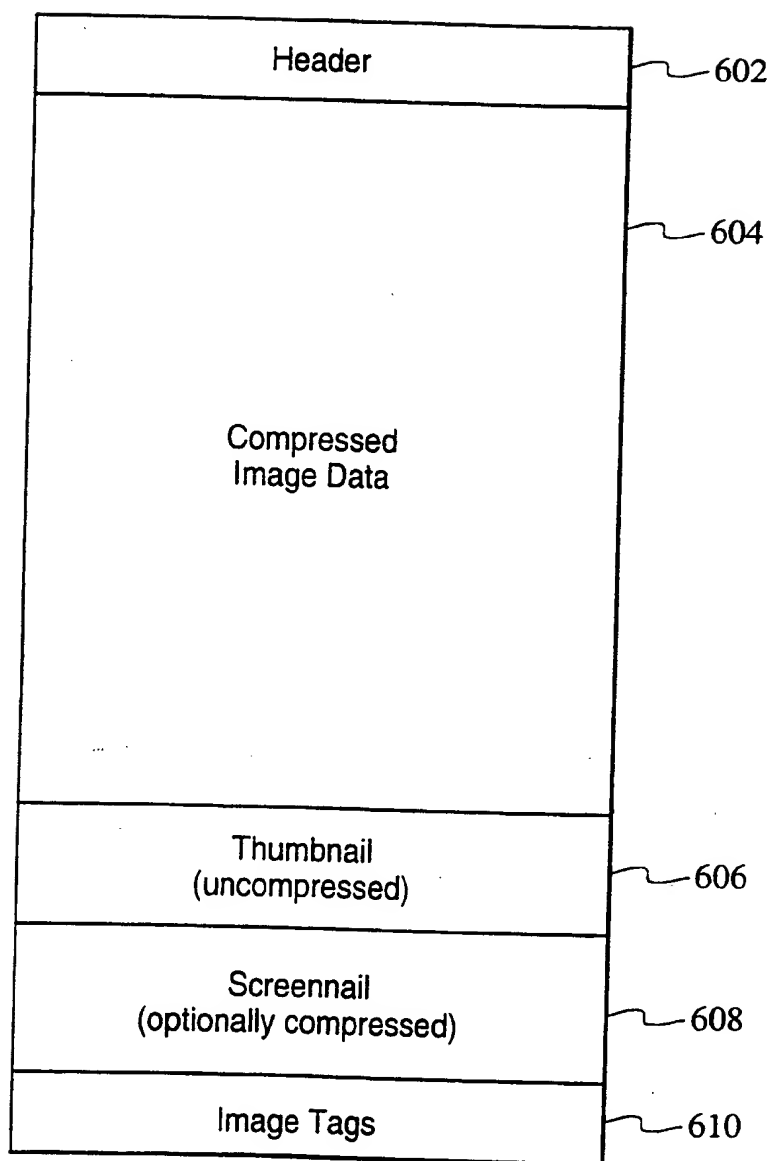 Header
602
604
Compressed
Image Data
Thumbnail
(uncompressed)
606
Screennail
(optionally compressed)
608
Image Tags
610